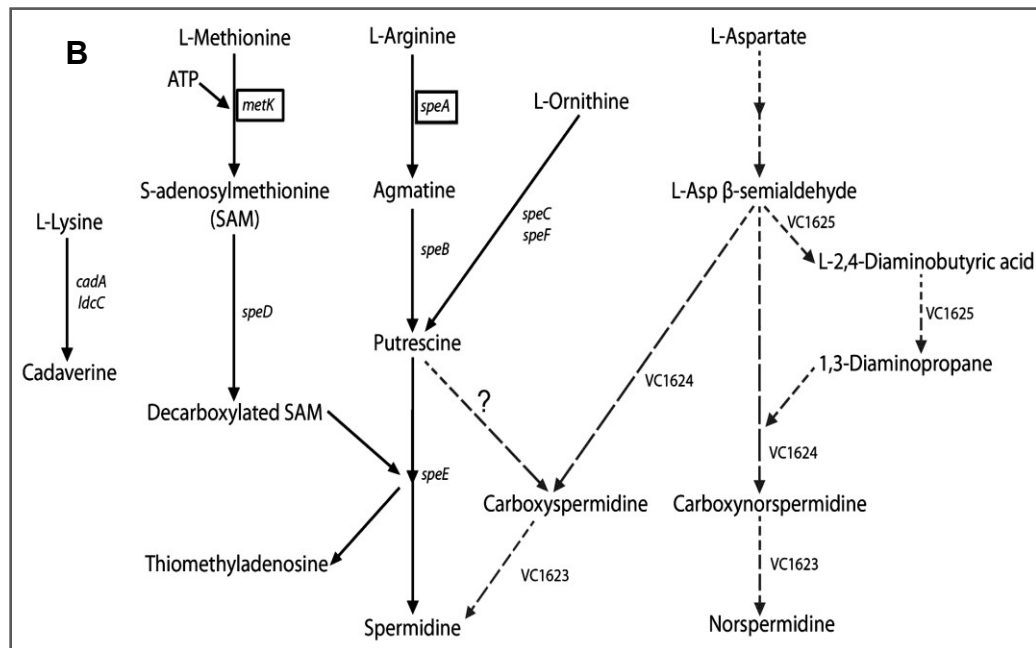 B
L-Methionine
L-Arginine
L-Aspartate
ATP
metK
speA
L-Ornithine
S-adenosylmethionine
(SAM)
Agmatine
L-Asp β-semialdehyde
L-Lysine
speC
speF
VC1625
cadA
ldcC
speB
L-2,4-Diaminobutyric acid
speD
VC1625
Putrescine
Cadaverine
VC1624
1,3-Diaminopropane
?
Decarboxylated SAM
VC1624
speE
Carboxyspermidine
Carboxynorspermidine
Thiomethyladenosine
VC1623
VC1623
Spermidine
Norspermidine